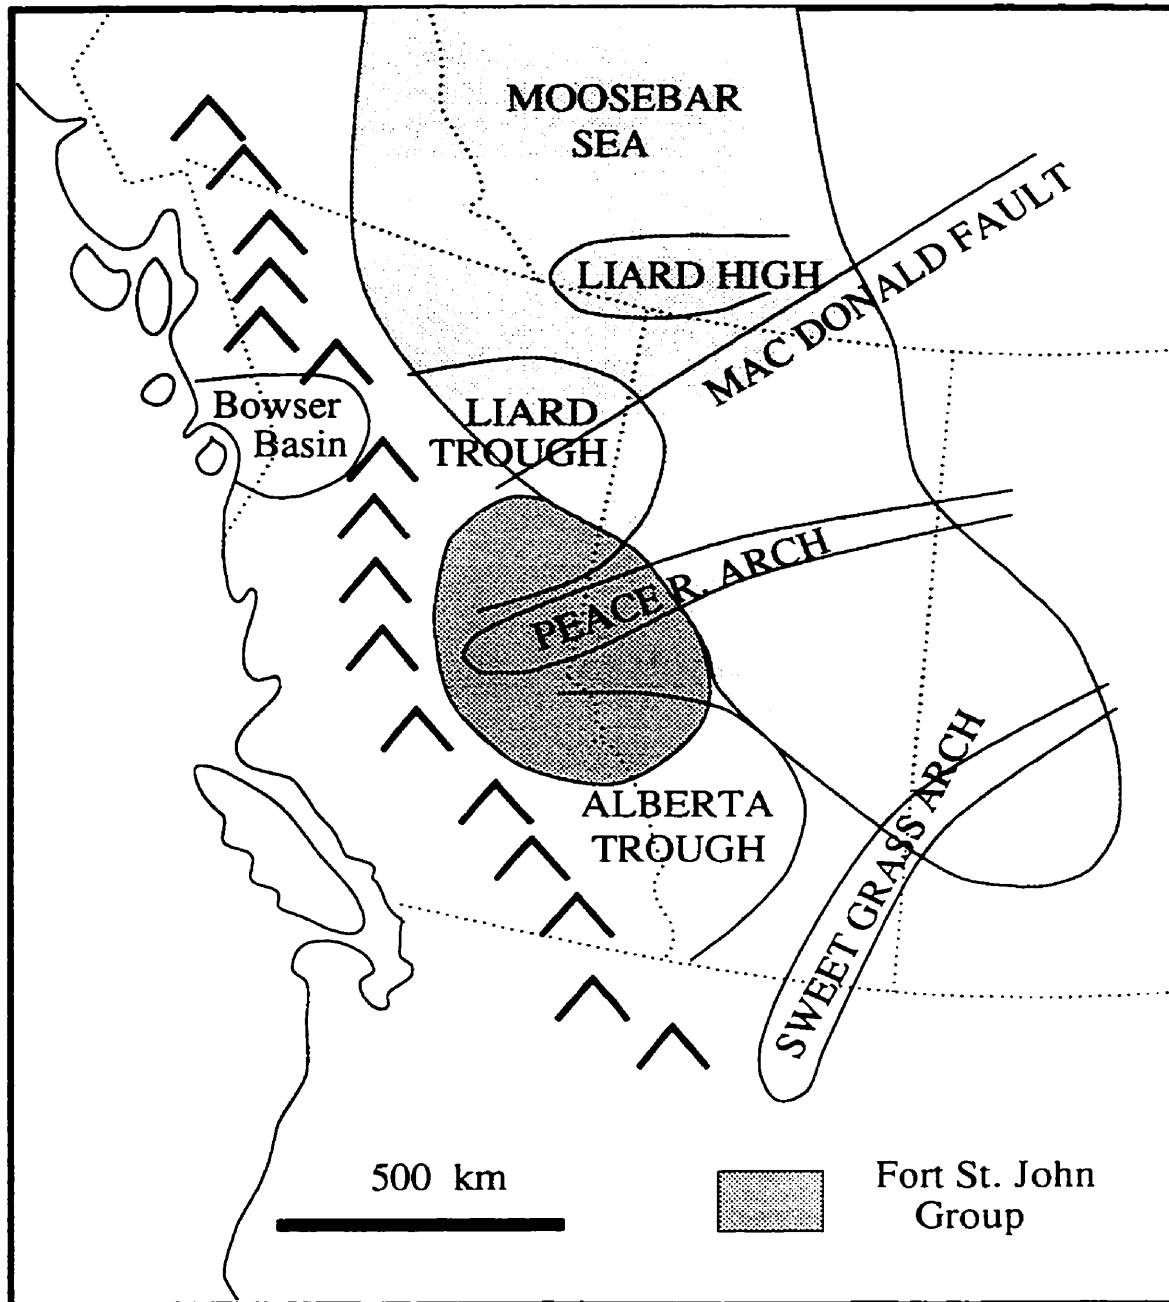 MOOSEBAR
SEA
LIARD HIGH
MAC DONALD FAULT
Bowser
Basin
LIARD
TROUGH
PEACE R. ARCH
ALBERTA
TROUGH
SWEET GRASS ARCH
500 km
Fort St. John
Group